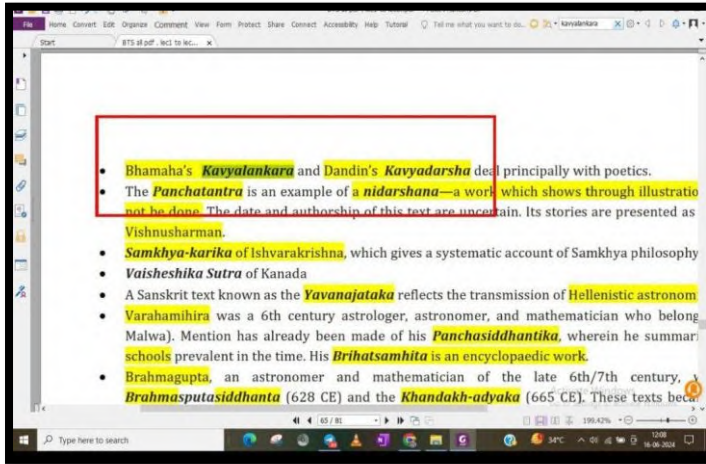 File Home Convert Edit Organize Comment View Form Protect Share Connect Accessibility Help Tutorial Tell me what you want to do.. kavyalankara
Start BTS all pdf . lec1 to lec...
• Bhamaha's Kavyalankara and Dandin's Kavyadarsha deal principally with poetics.
• The Panchatantra is an example of a nidarshana—a work which shows through illustratio
not be done. The date and authorship of this text are uncertain. Its stories are presented as
Vishnusharman.
• Samkhya-karika of Ishvarakrishna, which gives a systematic account of Samkhya philosophy
• Vaisheshika Sutra of Kanada
• A Sanskrit text known as the Yavanajataka reflects the transmission of Hellenistic astronom
• Varahamihira was a 6th century astrologer, astronomer, and mathematician who belong
Malwa). Mention has already been made of his Panchasiddhantika, wherein he summari
schools prevalent in the time. His Brihatsamhita is an encyclopaedic work.
• Brahmagupta, an astronomer and mathematician of the late 6th/7th century, w
Brahmasputasiddhanta (628 CE) and the Khandakh-adyaka (665 CE). These texts beca
65 / 81 199.42%
Type here to search 34°C 12:08
16-06-2024